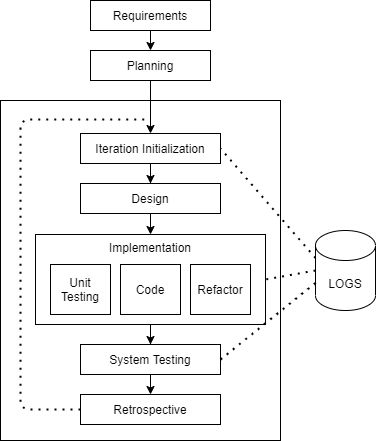 Requirements
Planning
Iteration Initialization
Design
Implementation
Unit
Testing
Code
Refactor
LOGS
System Testing
Retrospective